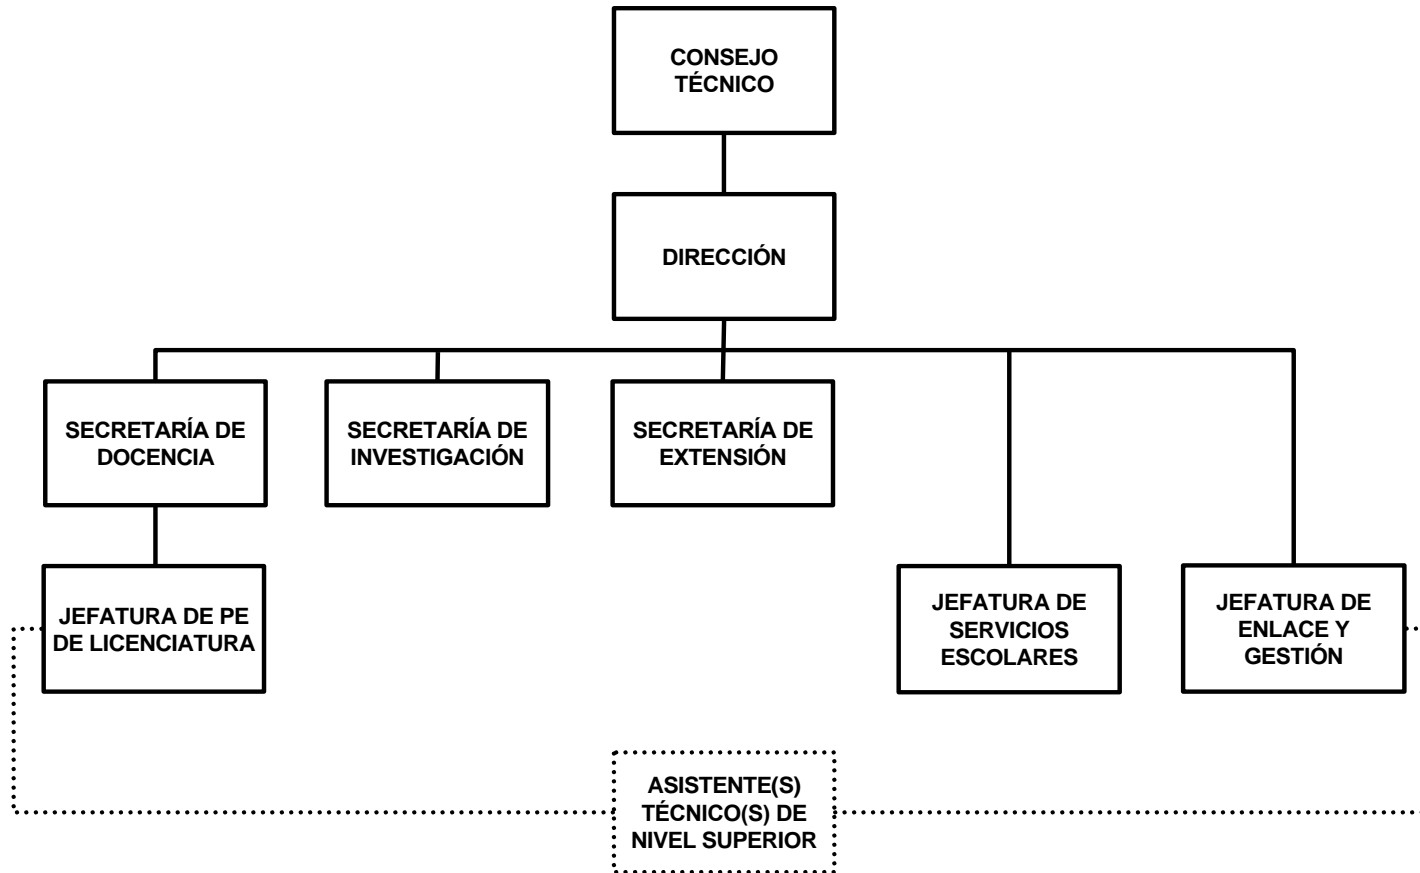 CONSEJO
TÉCNICO
DIRECCIÓN
SECRETARÍA DE
DOCENCIA
SECRETARÍA DE
INVESTIGACIÓN
SECRETARÍA DE
EXTENSIÓN
JEFATURA DE PE
DE LICENCIATURA
JEFATURA DE
SERVICIOS
ESCOLARES
JEFATURA DE
ENLACE Y
GESTIÓN
ASISTENTE(S)
TÉCNICO(S) DE
NIVEL SUPERIOR